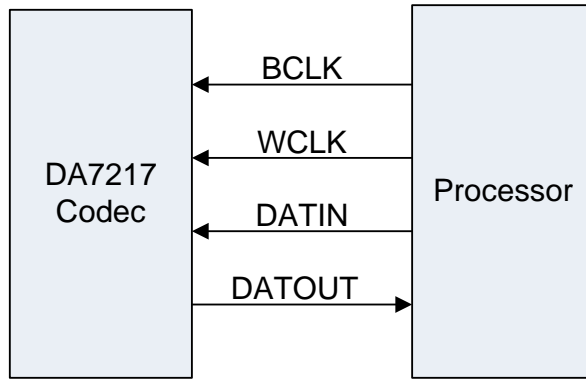 DA7217
Codec
BCLK
WCLK
DATIN
DATOUT
Processor